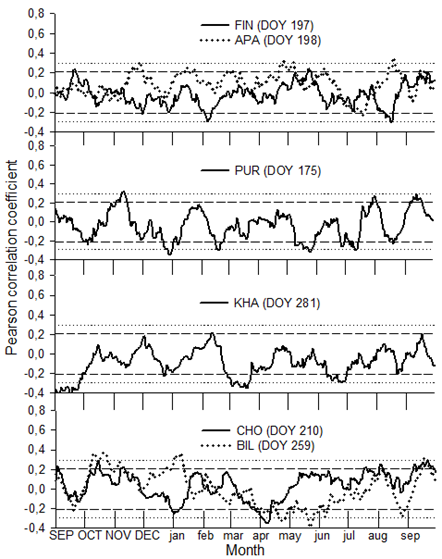 0,8
0,6
FIN (DOY 197)
APA (DOY 198)
0,4
0,2
0,0
-0,2
-0,4
0,6
PUR (DOY 175)
0,4
0,2
0,0
-0,2
-0,4
0,6
KHA (DOY 281)
0,4
0,2
0,0
-0,2
-0,4
0,8
0,6
CHO (DOY 210)
BIL (DOY 259)
0,4
0,2
0,0
-0,2
-0,4
SEP OCT NOV DEC jan feb mar apr may jun jul aug sep
Month
Pearson correlation coefficient